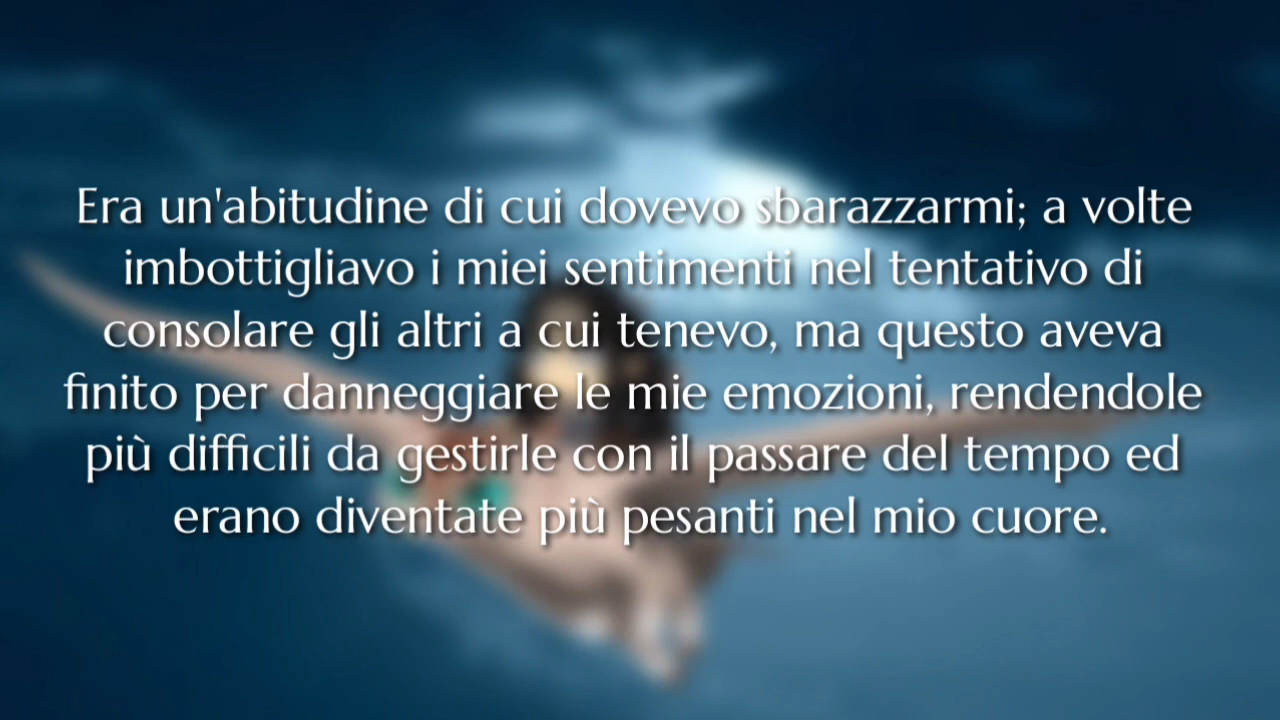 Era un'abitudine di cui dovevo sbarazzarmi; a volte
imbottigliavo i miei sentimenti nel tentativo di
consolare gli altri a cui tenevo, ma questo aveva
finito per danneggiare le mie emozioni, rendendole
più difficili da gestirle con il passare del tempo ed
erano diventate più pesanti nel mio cuore.